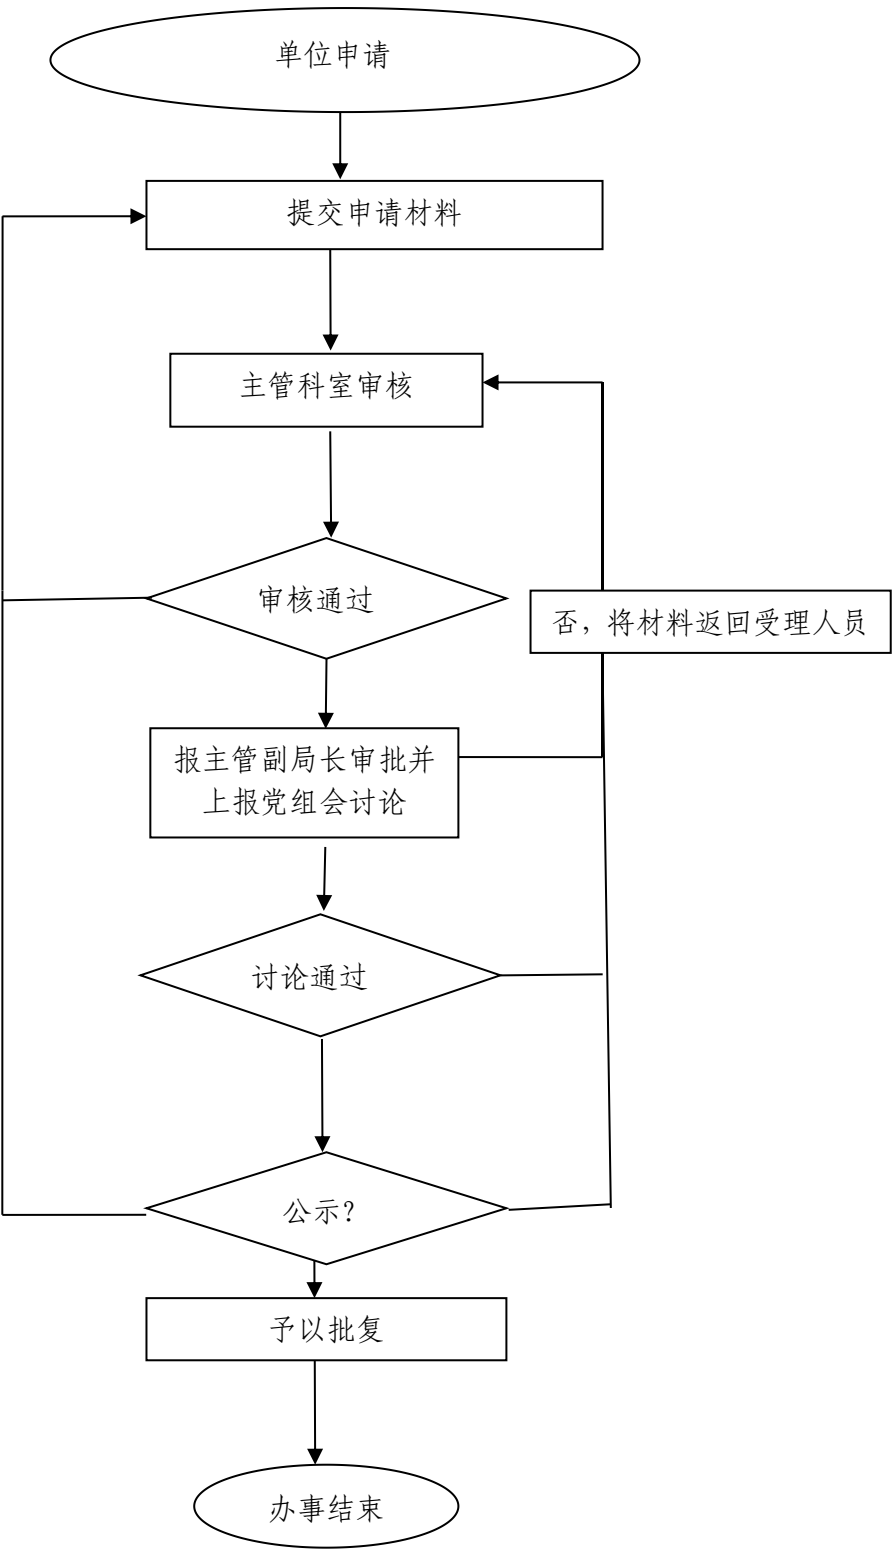 单位申请
提交申请材料
主管科室审核
审核通过
否，将材料返回受理人员
报主管副局长审批并
上报党组会讨论
讨论通过
公示？
予以批复
办事结束